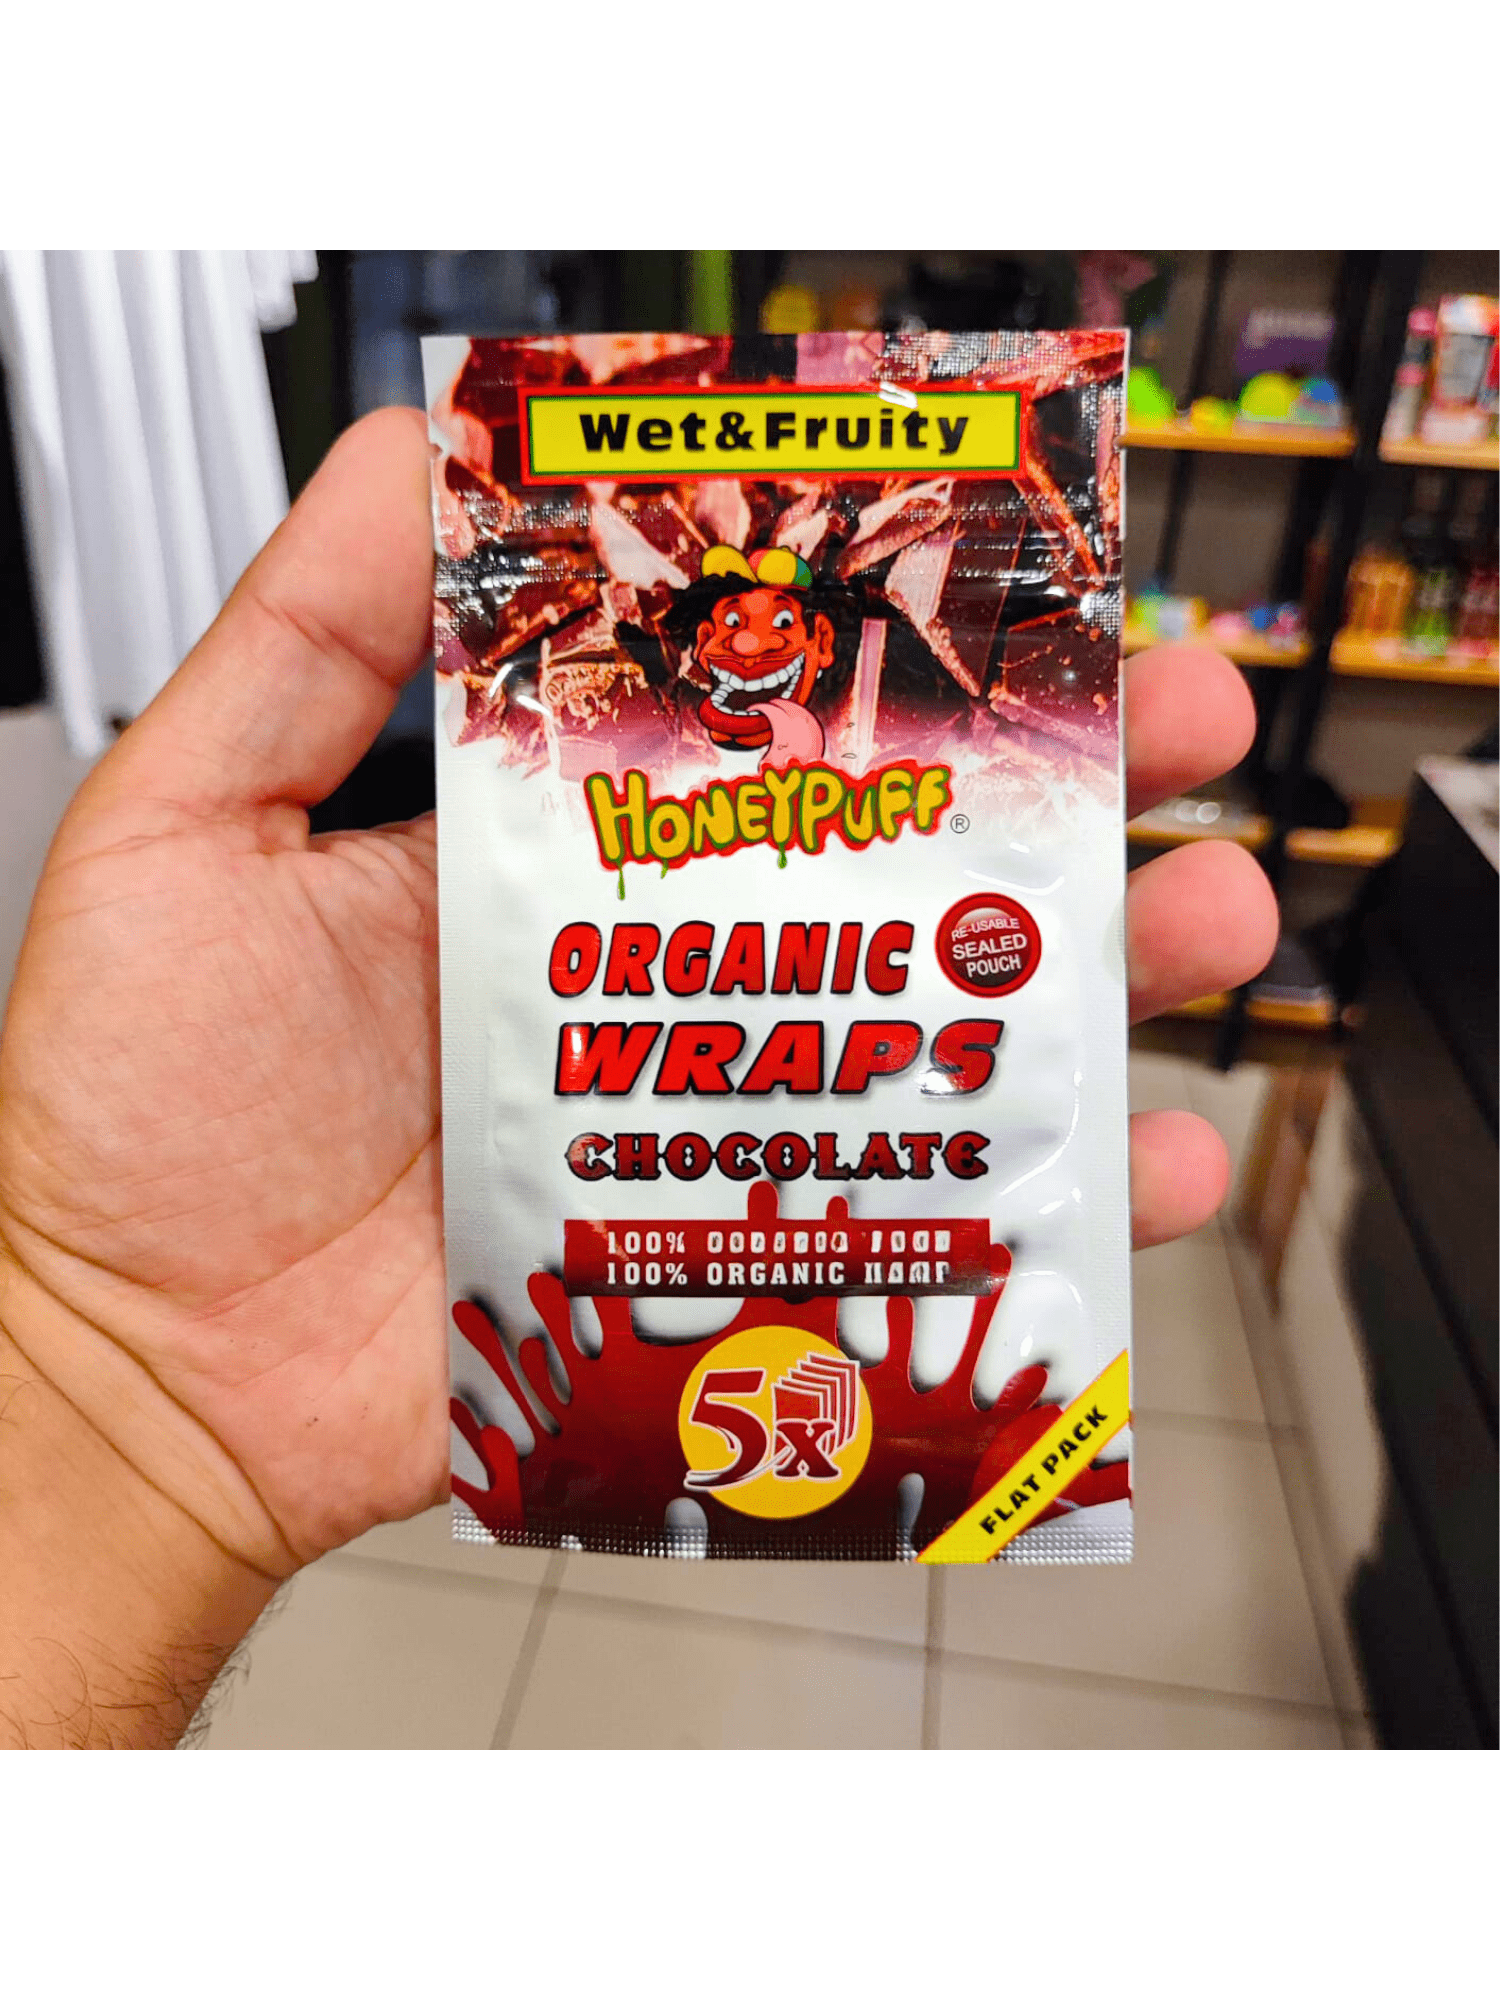 Wet&Fruity
HONEYPUFF®
ORGANIC
RE-USABLE
SEALED
POUCH
WRAPS
CHOCOLATE
100%
100% ORGANIC
5x
FLAT PACK